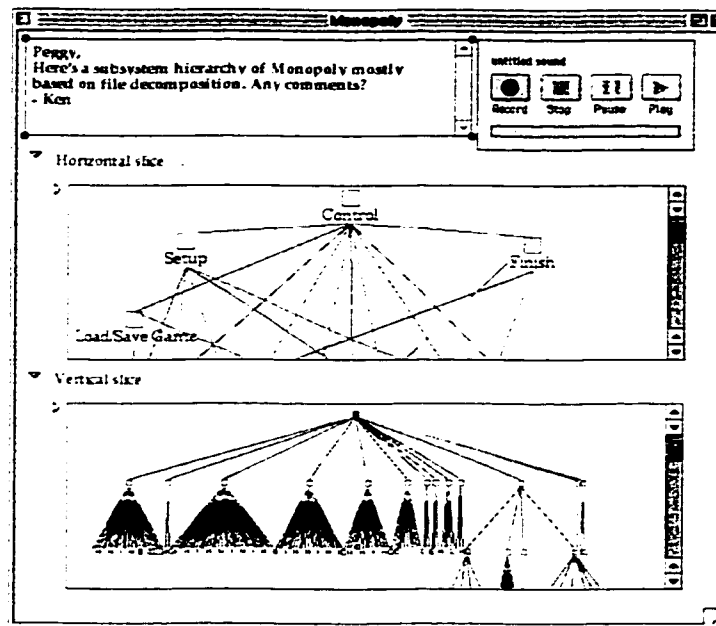 Monopoly
Peggy,
Here's a subsystem hierarchy of Monopoly mostly
based on file decomposition. Any comments?
- Ken
untitled sound
Record Stop Pause Play
Horizontal slice
Control
Setup
Finish
Load/Save Game
Vertical slice